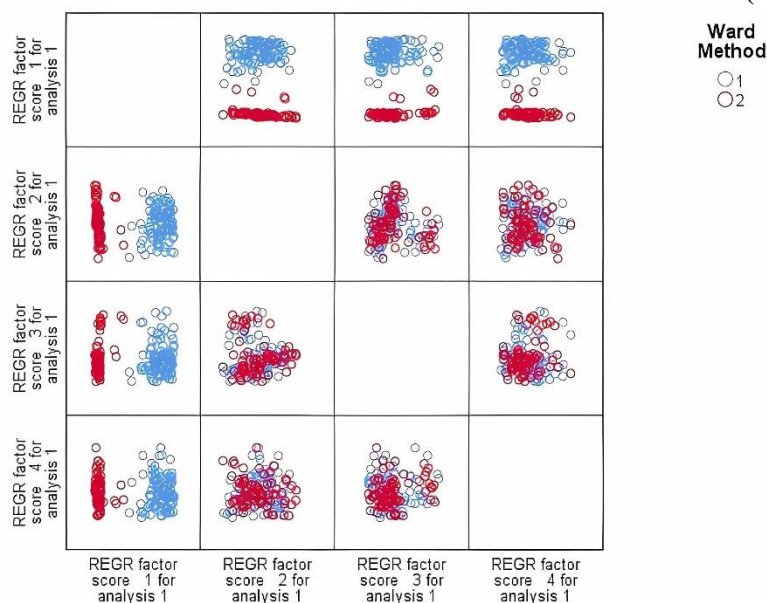 (
Ward
Method
1
2
REGR factor
score 1 for
analysis 1
REGR factor
score 2 for
analysis 1
REGR factor
score 3 for
analysis 1
REGR factor
score 4 for
analysis 1
REGR factor
score 1 for
analysis 1
REGR factor
score 2 for
analysis 1
REGR factor
score 3 for
analysis 1
REGR factor
score 4 for
analysis 1